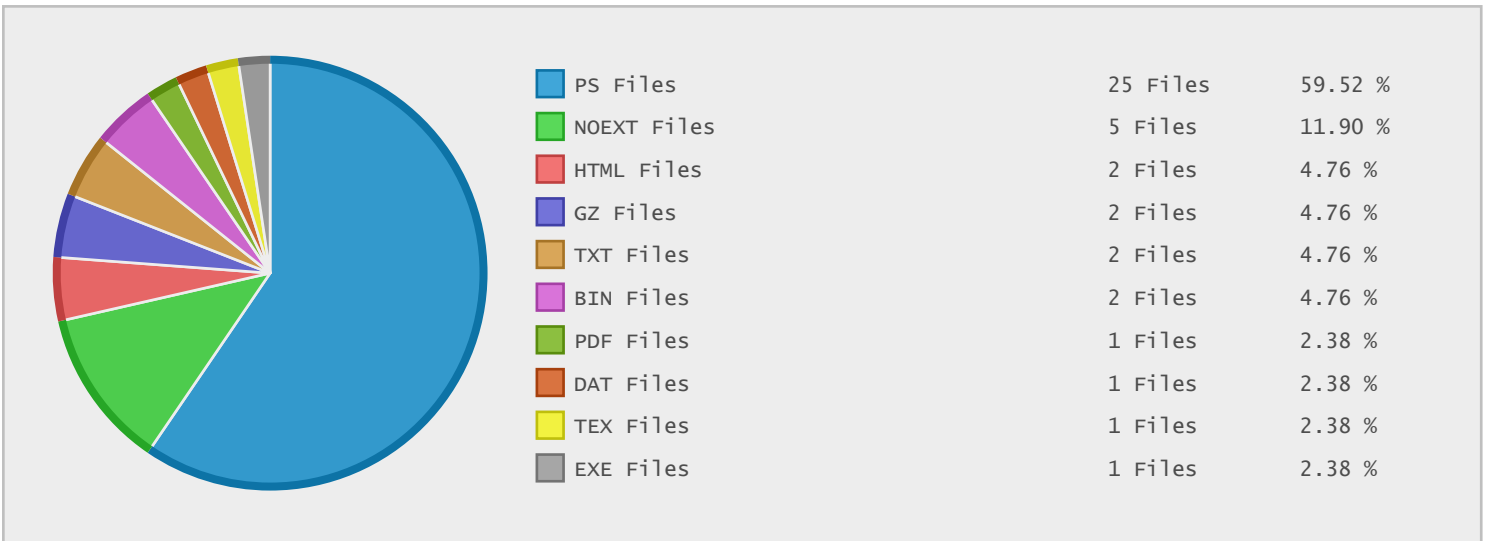 PS Files 25 Files 59.52 %
NOEXT Files 5 Files 11.90 %
HTML Files 2 Files 4.76 %
GZ Files 2 Files 4.76 %
TXT Files 2 Files 4.76 %
BIN Files 2 Files 4.76 %
PDF Files 1 Files 2.38 %
DAT Files 1 Files 2.38 %
TEX Files 1 Files 2.38 %
EXE Files 1 Files 2.38 %